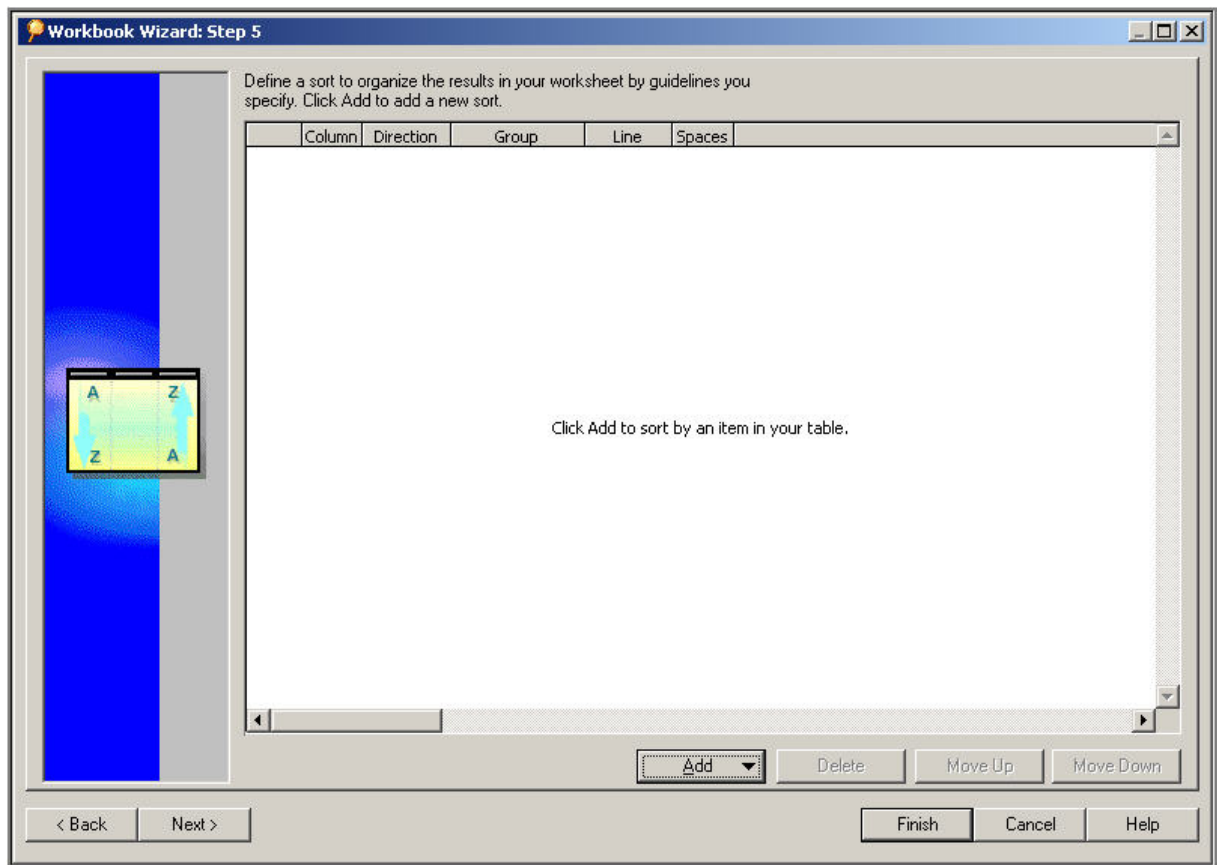 Workbook Wizard: Step 5
Define a sort to organize the results in your worksheet by guidelines you
specify. Click Add to add a new sort.
Column Direction Group Line Spaces
A Z
Z A
Click Add to sort by an item in your table.
Add Delete Move Up Move Down
< Back Next > Finish Cancel Help